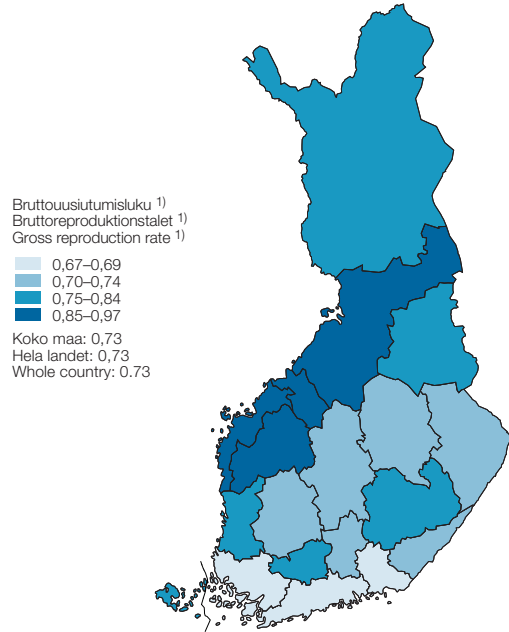 Bruttouusiutumisluku 1)
Bruttoreproduktionstalet 1)
Gross reproduction rate 1)
0,67–0,69
0,70–0,74
0,75–0,84
0,85–0,97
Koko maa: 0,73
Hela landet: 0,73
Whole country: 0.73